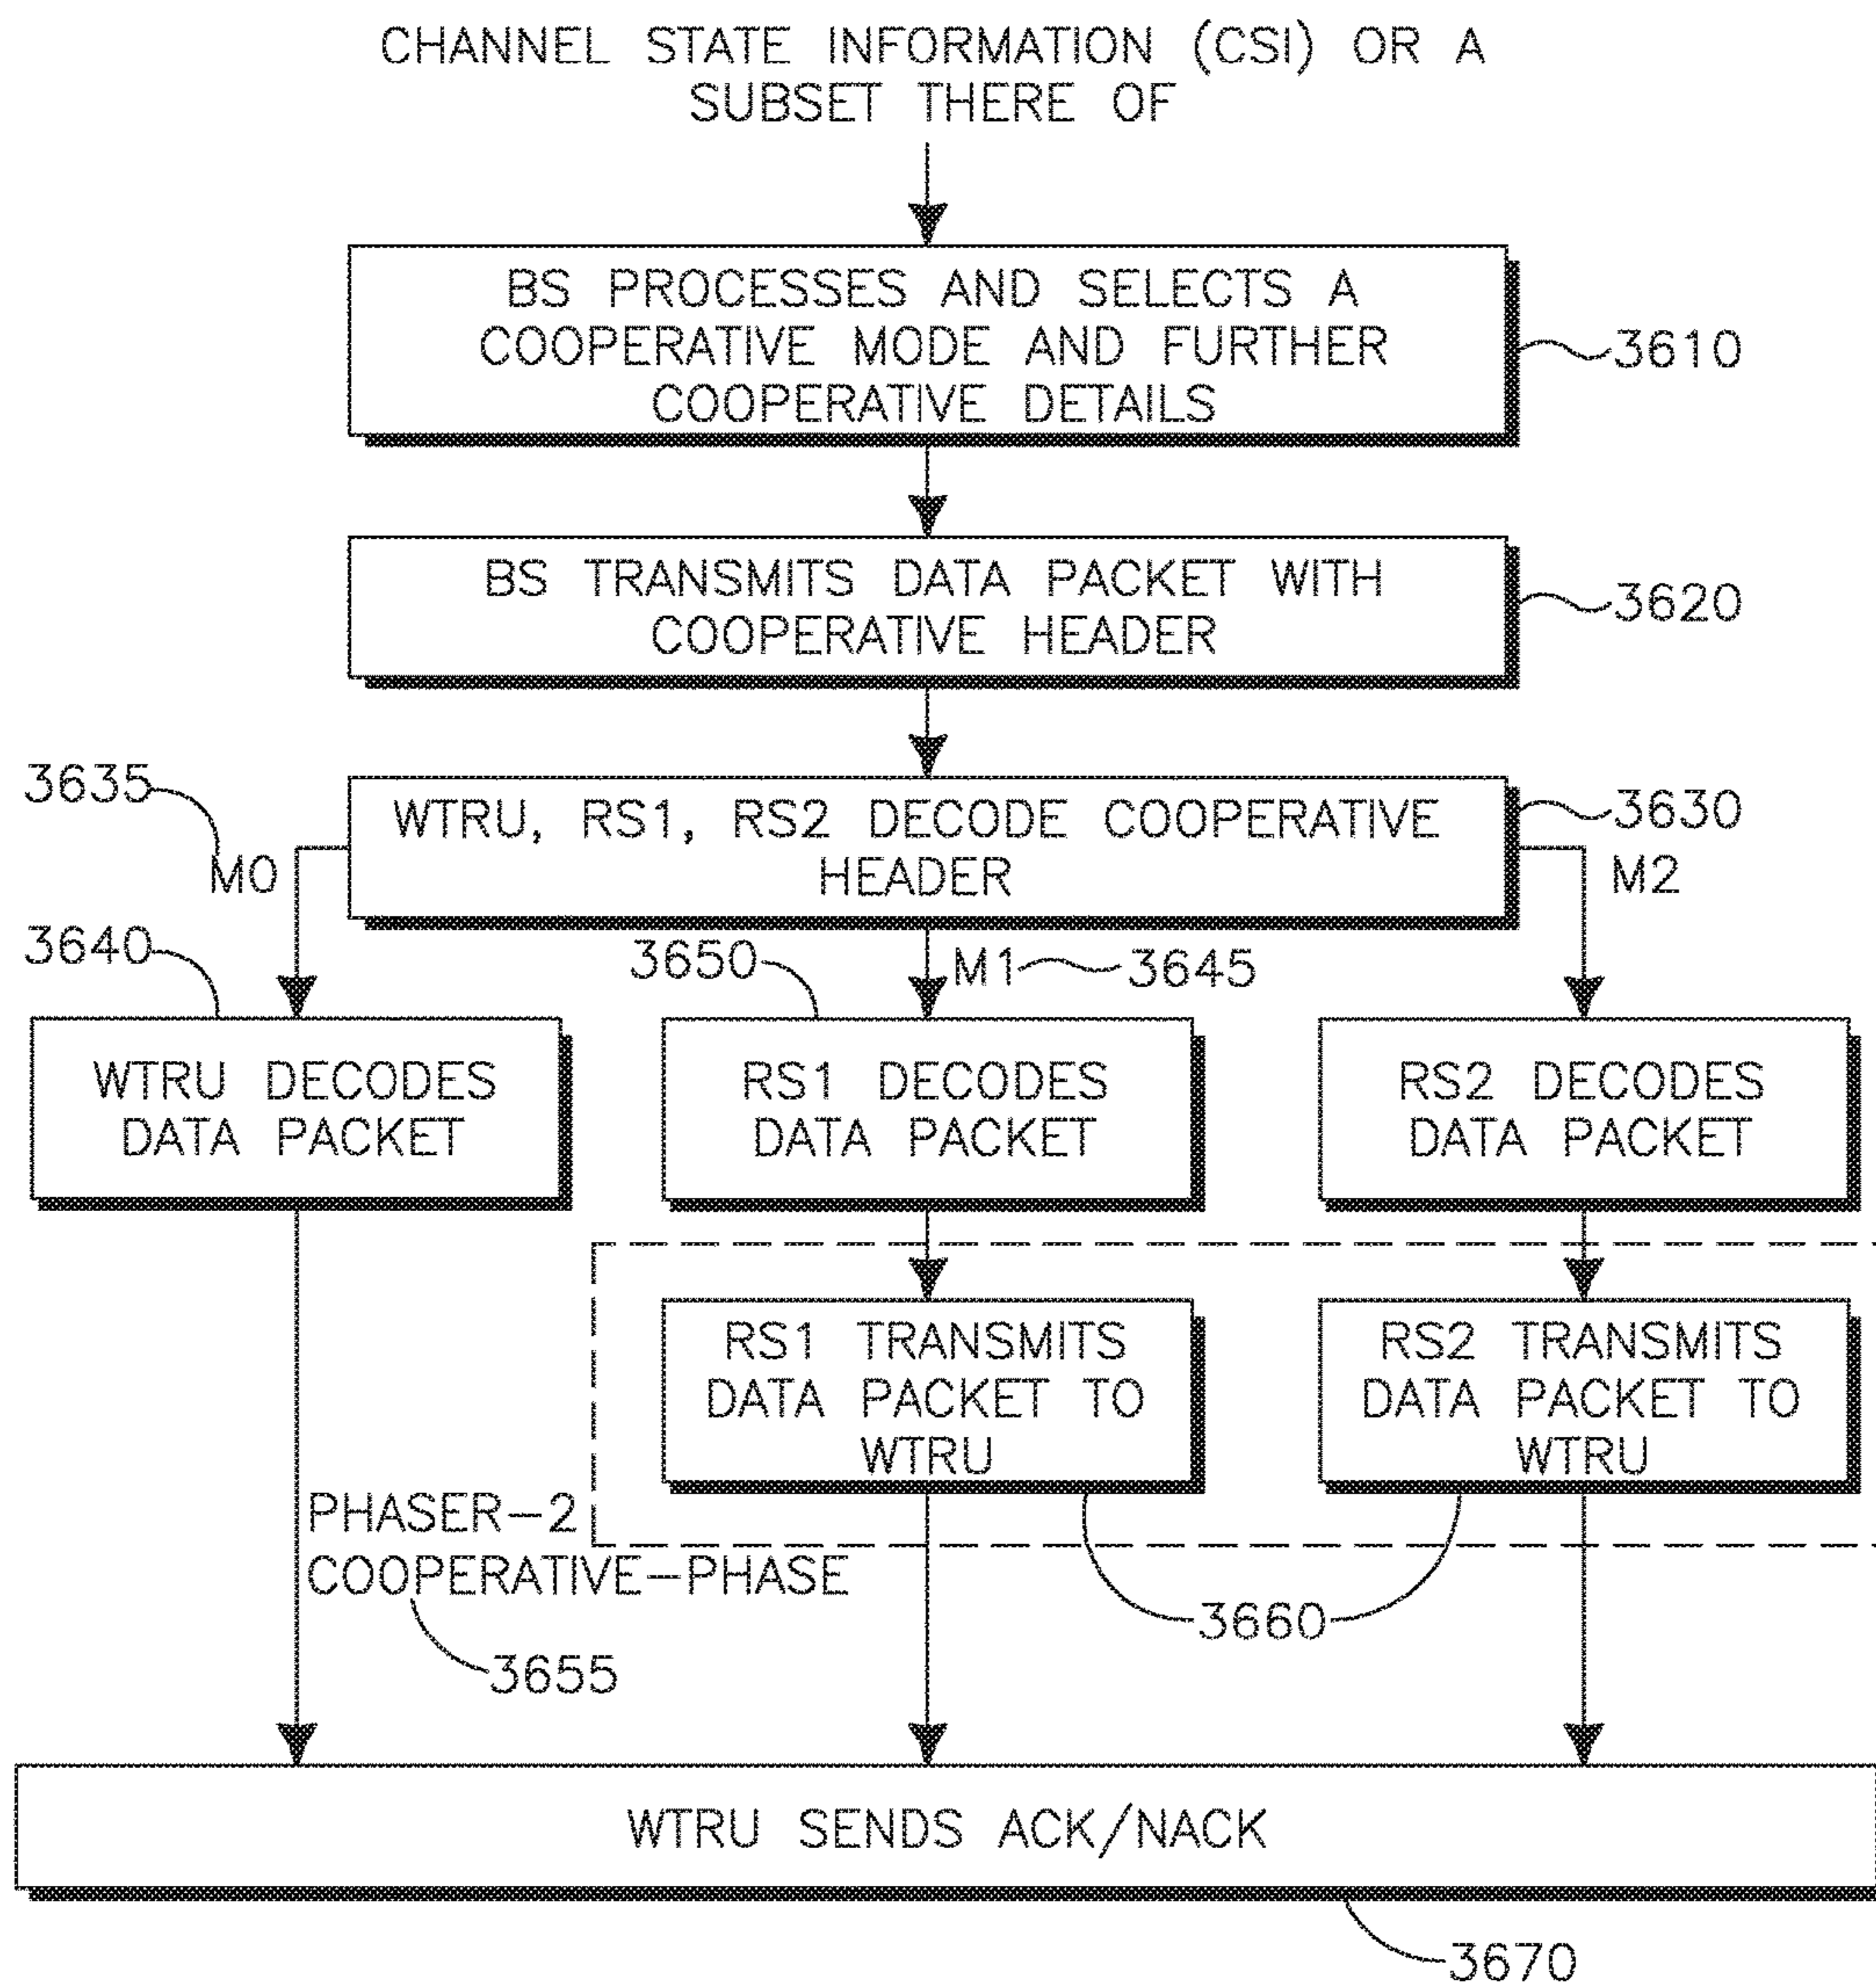 CHANNEL STATE INFORMATION (CSI) OR A
SUBSET THERE OF
BS PROCESSES AND SELECTS A
COOPERATIVE MODE AND FURTHER
COOPERATIVE DETAILS
3610
BS TRANSMITS DATA PACKET WITH
COOPERATIVE HEADER
3620
3635
WTRU, RS1, RS2 DECODE COOPERATIVE
HEADER
3630
M0
M2
3640
3650
M1
3645
WTRU DECODES
DATA PACKET
RS1 DECODES
DATA PACKET
RS2 DECODES
DATA PACKET
RS1 TRANSMITS
DATA PACKET TO
WTRU
RS2 TRANSMITS
DATA PACKET TO
WTRU
PHASER-2
COOPERATIVE-PHASE
3660
3655
WTRU SENDS ACK/NACK
3670